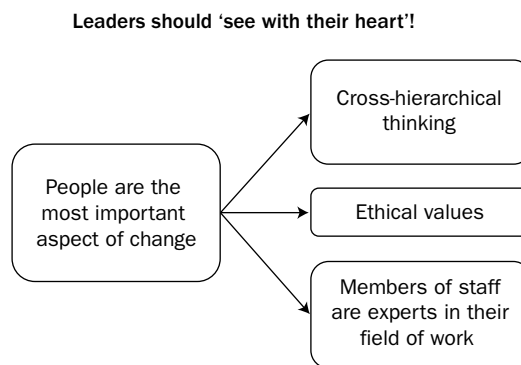 Leaders should ‘see with their heart’!
People are the
most important
aspect of change
Cross-hierarchical
thinking
Ethical values
Members of staff
are experts in their
field of work